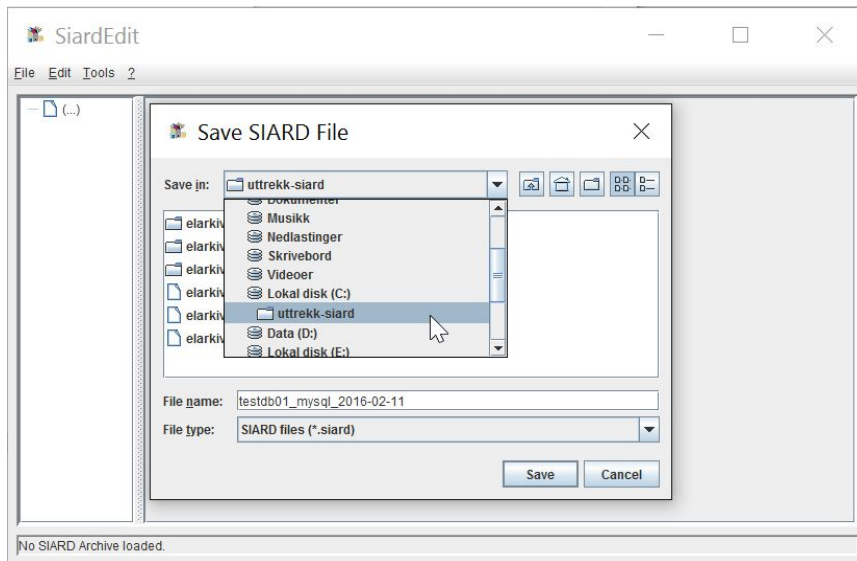 SiardEdit
File Edit Tools ?
(...)
Save SIARD File
Save in: uttrekk-siard
Dokumenter
Musikk
Nedlastinger
Skrivebord
Videoer
Lokal disk (C:)
uttrekk-siard
Data (D:)
Lokal disk (E:)
elarkiv
elarkiv
elarkiv
elarkiv
elarkiv
elarkiv
File name: testdb01_mysql_2016-02-11
File type: SIARD files (*.siard)
Save Cancel
No SIARD Archive loaded.